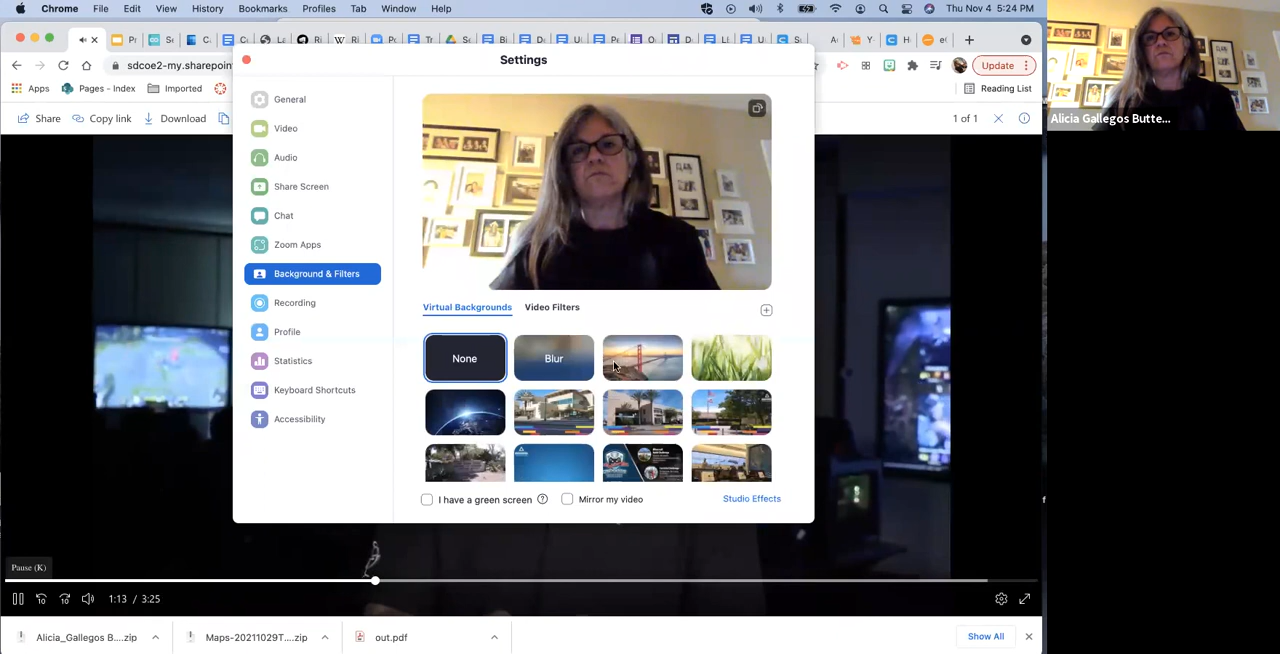 Chrome File Edit View History Bookmarks Profiles Tab Window Help Thu Nov 4 5:24 PM
sdcoe2-my.sharepoin Update
Apps Pages - Index Imported Reading List
Share Copy link Download 1 of 1
Settings
General
Video
Audio
Share Screen
Chat
Zoom Apps
Background & Filters
Recording
Profile
Statistics
Keyboard Shortcuts
Accessibility
Virtual Backgrounds Video Filters
None Blur
I have a green screen Mirror my video Studio Effects
Pause (K)
10 10 1:13 / 3:25
Alicia_Gallegos B....zip Maps-20211029T....zip out.pdf Show All
Alicia Gallegos Butte...